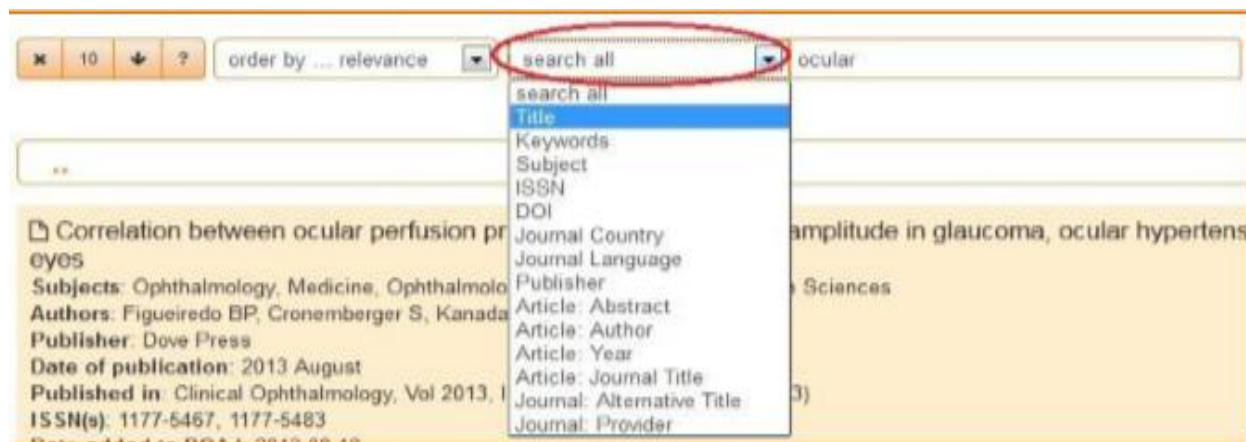 10 ? order by ... relevance search all ocular
search all
Title
Keywords
Subject
ISSN
DOI
Journal Country
Journal Language
Publisher
Article: Abstract
Article: Author
Article: Year
Article: Journal Title
Journal: Alternative Title
Journal: Provider
..
Correlation between ocular perfusion pr amplitude in glaucoma, ocular hypertens
eyes
Subjects: Ophthalmology, Medicine, Ophthalmolo Sciences
Authors: Figueiredo BP, Cronemberger S, Kanada
Publisher: Dove Press
Date of publication: 2013 August
Published in: Clinical Ophthalmology, Vol 2013, I 3)
ISSN(s): 1177-5467, 1177-5483